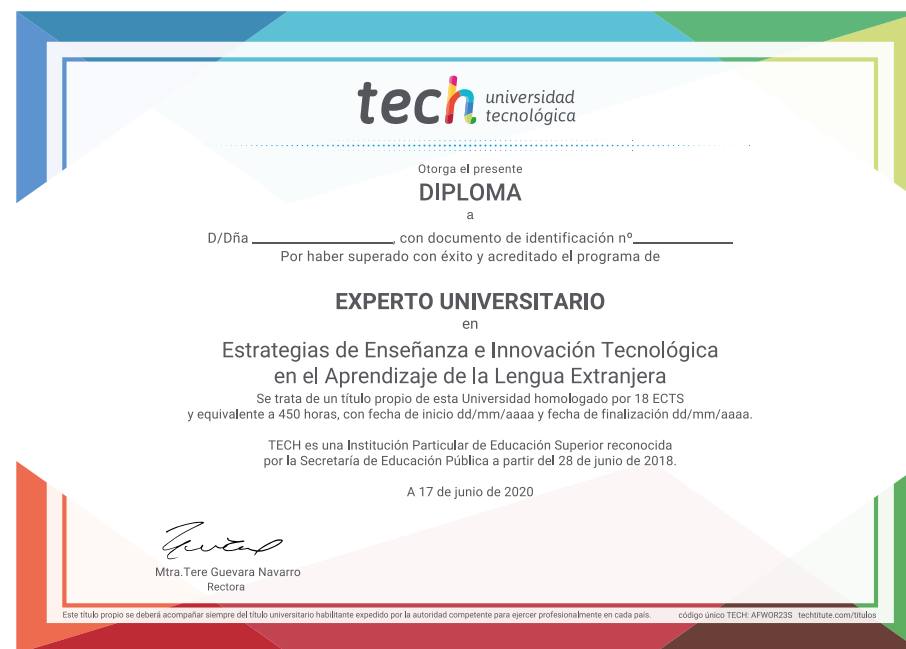 tech universidad
tecnológica
Otorga el presente
DIPLOMA
a
D/Dña ____________________, con documento de identificación nº______________
Por haber superado con éxito y acreditado el programa de
EXPERTO UNIVERSITARIO
en
Estrategias de Enseñanza e Innovación Tecnológica
en el Aprendizaje de la Lengua Extranjera
Se trata de un título propio de esta Universidad homologado por 18 ECTS
y equivalente a 450 horas, con fecha de inicio dd/mm/aaaa y fecha de finalización dd/mm/aaaa.
TECH es una Institución Particular de Educación Superior reconocida
por la Secretaría de Educación Pública a partir del 28 de junio de 2018.
A 17 de junio de 2020
Mtra.Tere Guevara Navarro
Rectora
Este título propio se deberá acompañar siempre del título universitario habilitante expedido por la autoridad competente para ejercer profesionalmente en cada país. código único TECH: AFWOR23S techtitute.com/titulos